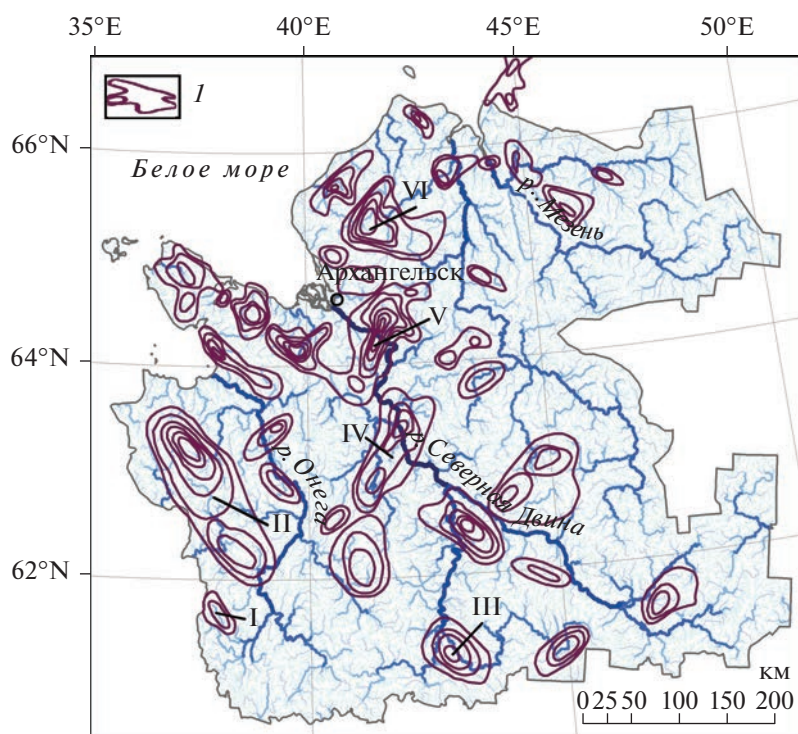 35°E 40°E 45°E 50°E
1
66°N
Белое море
VI
р. . Мезень
Архангельск
V
64°N
IV
р. Северная Двина
р. Онега
II
62°N
I
III
км
0 25 50 100 150 200